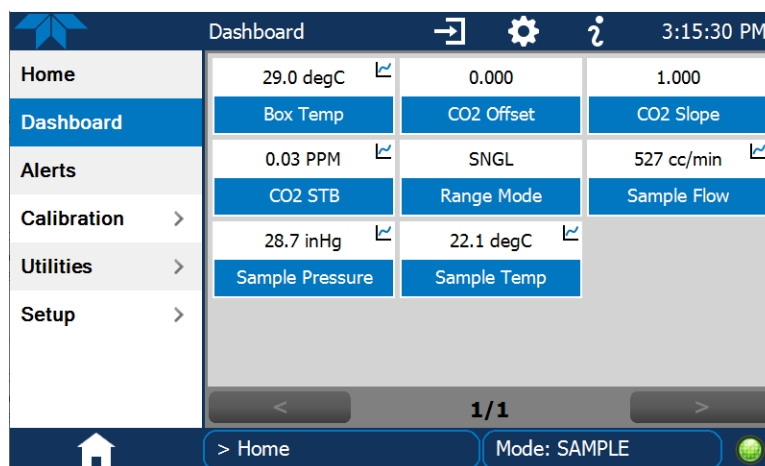 Dashboard 3:15:30 PM
Home
Dashboard
Alerts
Calibration >
Utilities >
Setup >
29.0 degC 0.000 1.000
Box Temp CO2 Offset CO2 Slope
0.03 PPM SNGL 527 cc/min
CO2 STB Range Mode Sample Flow
28.7 inHg 22.1 degC
Sample Pressure Sample Temp
< 1/1 >
> Home Mode: SAMPLE